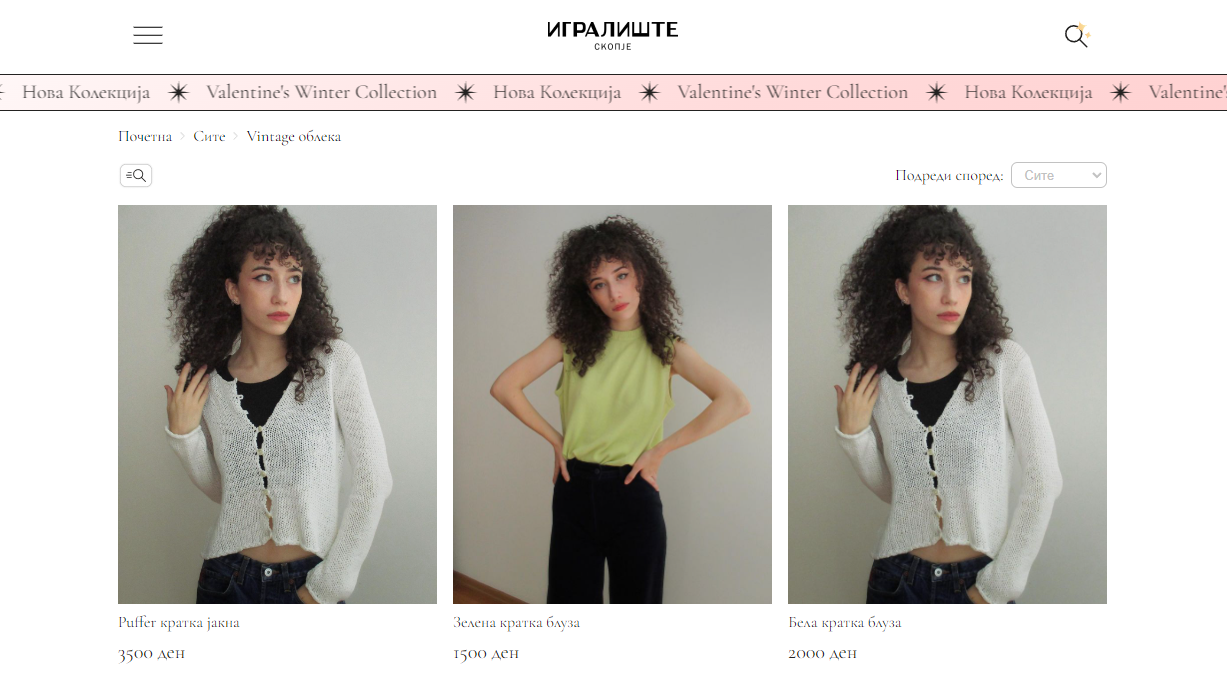 ИГРАЛИШТЕ
СКОПЈЕ
Нова Колекција Valentine's Winter Collection Нова Колекција Valentine's Winter Collection Нова Колекција Valentine's
Почетна Сите Vintage облека
Подреди според: Сите
Puffer кратка јакна Зелена кратка блуза Бела кратка блуза
3500 ден 1500 ден 2000 ден